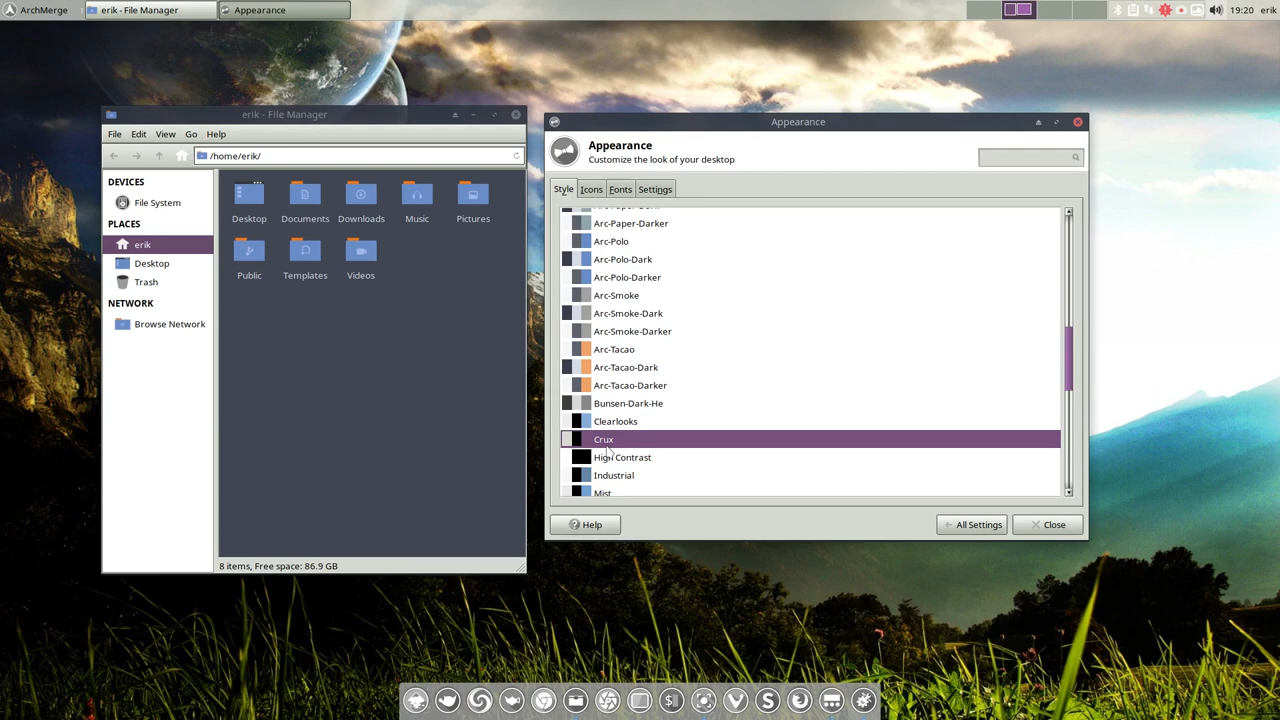 ArchMerge
erik - File Manager
Appearance
19:20
erik
erik - File Manager
File Edit View Go Help
/home/erik/
DEVICES
File System
PLACES
erik
Desktop
Trash
NETWORK
Browse Network
Desktop
Documents
Downloads
Music
Pictures
Public
Templates
Videos
8 items, Free space: 86.9 GB
Appearance
Appearance
Customize the look of your desktop
Style Icons Fonts Settings
Arc-Paper-Dark
Arc-Paper-Darker
Arc-Polo
Arc-Polo-Dark
Arc-Polo-Darker
Arc-Smoke
Arc-Smoke-Dark
Arc-Smoke-Darker
Arc-Tacao
Arc-Tacao-Dark
Arc-Tacao-Darker
Bunsen-Dark-He
Clearlooks
Crux
High Contrast
Industrial
Mist
Help
All Settings
Close